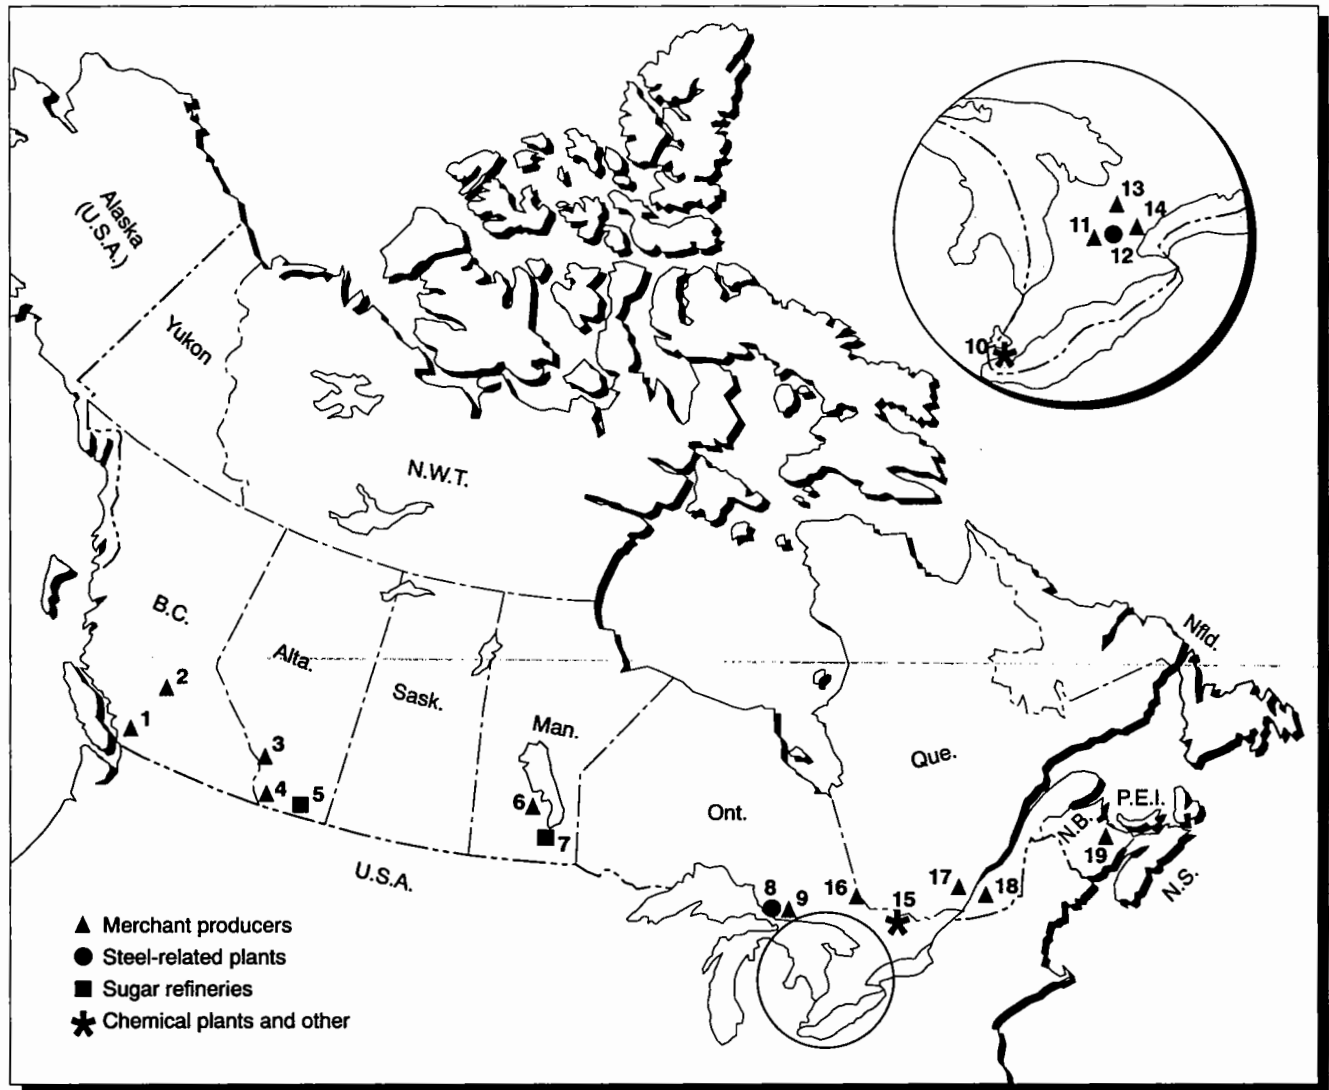 Alaska
(U.S.A.)
Yukon
N.W.T.
B.C.
Alta.
Sask.
Man.
Ont.
Que.
Nfld.
P.E.I.
N.B.
N.S.
U.S.A.
1
2
3
4
5
6
7
8
9
10
11
12
13
14
15
16
17
18
19
Merchant producers
Steel-related plants
Sugar refineries
Chemical plants and other